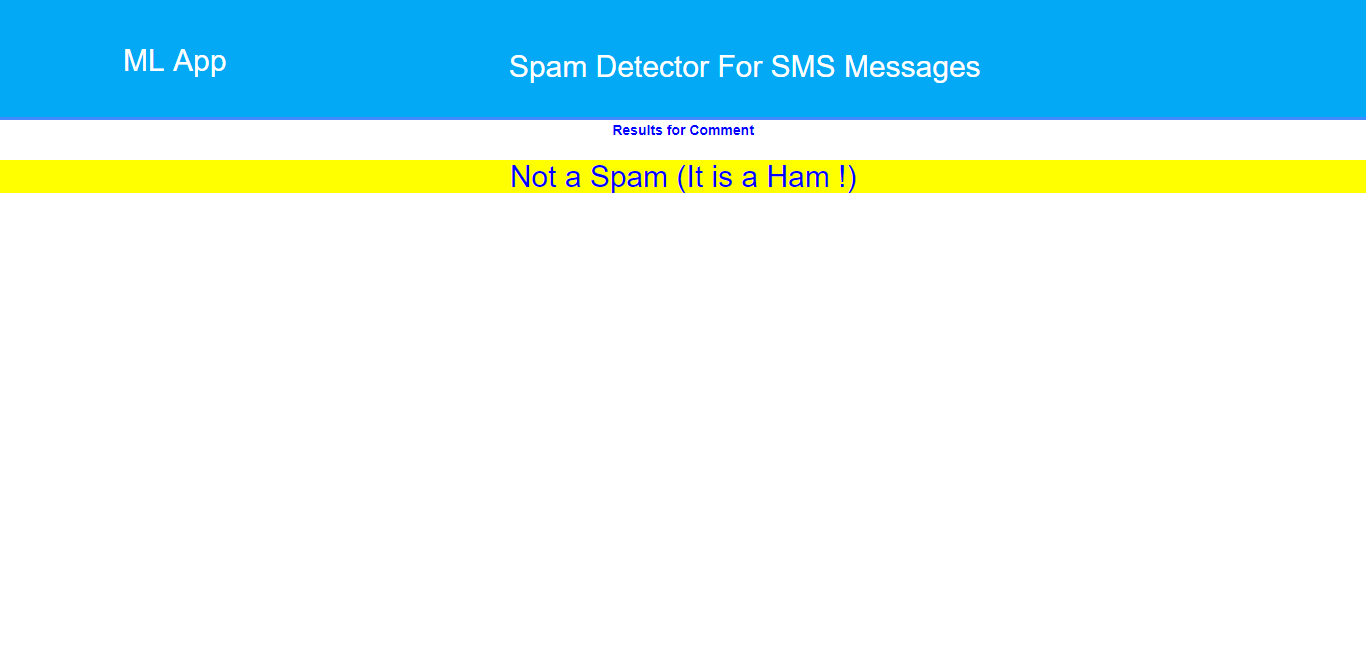 ML App
Spam Detector For SMS Messages
Results for Comment
Not a Spam (It is a Ham !)